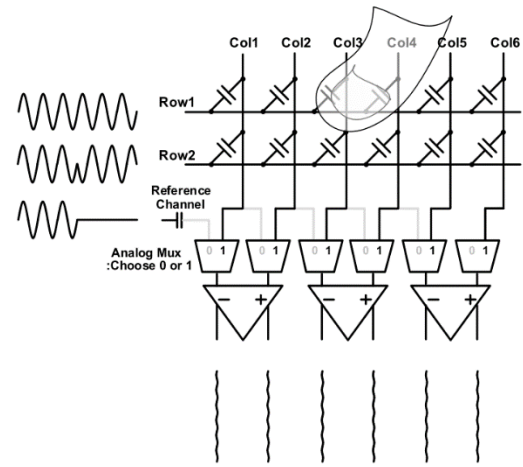 Col1 Col2 Col3 Col4 Col5 Col6
Row1
Row2
Reference
Channel
Analog Mux
:Choose 0 or 1
0 1 0 1 0 1 0 1 0 1 0 1
− + − + − +